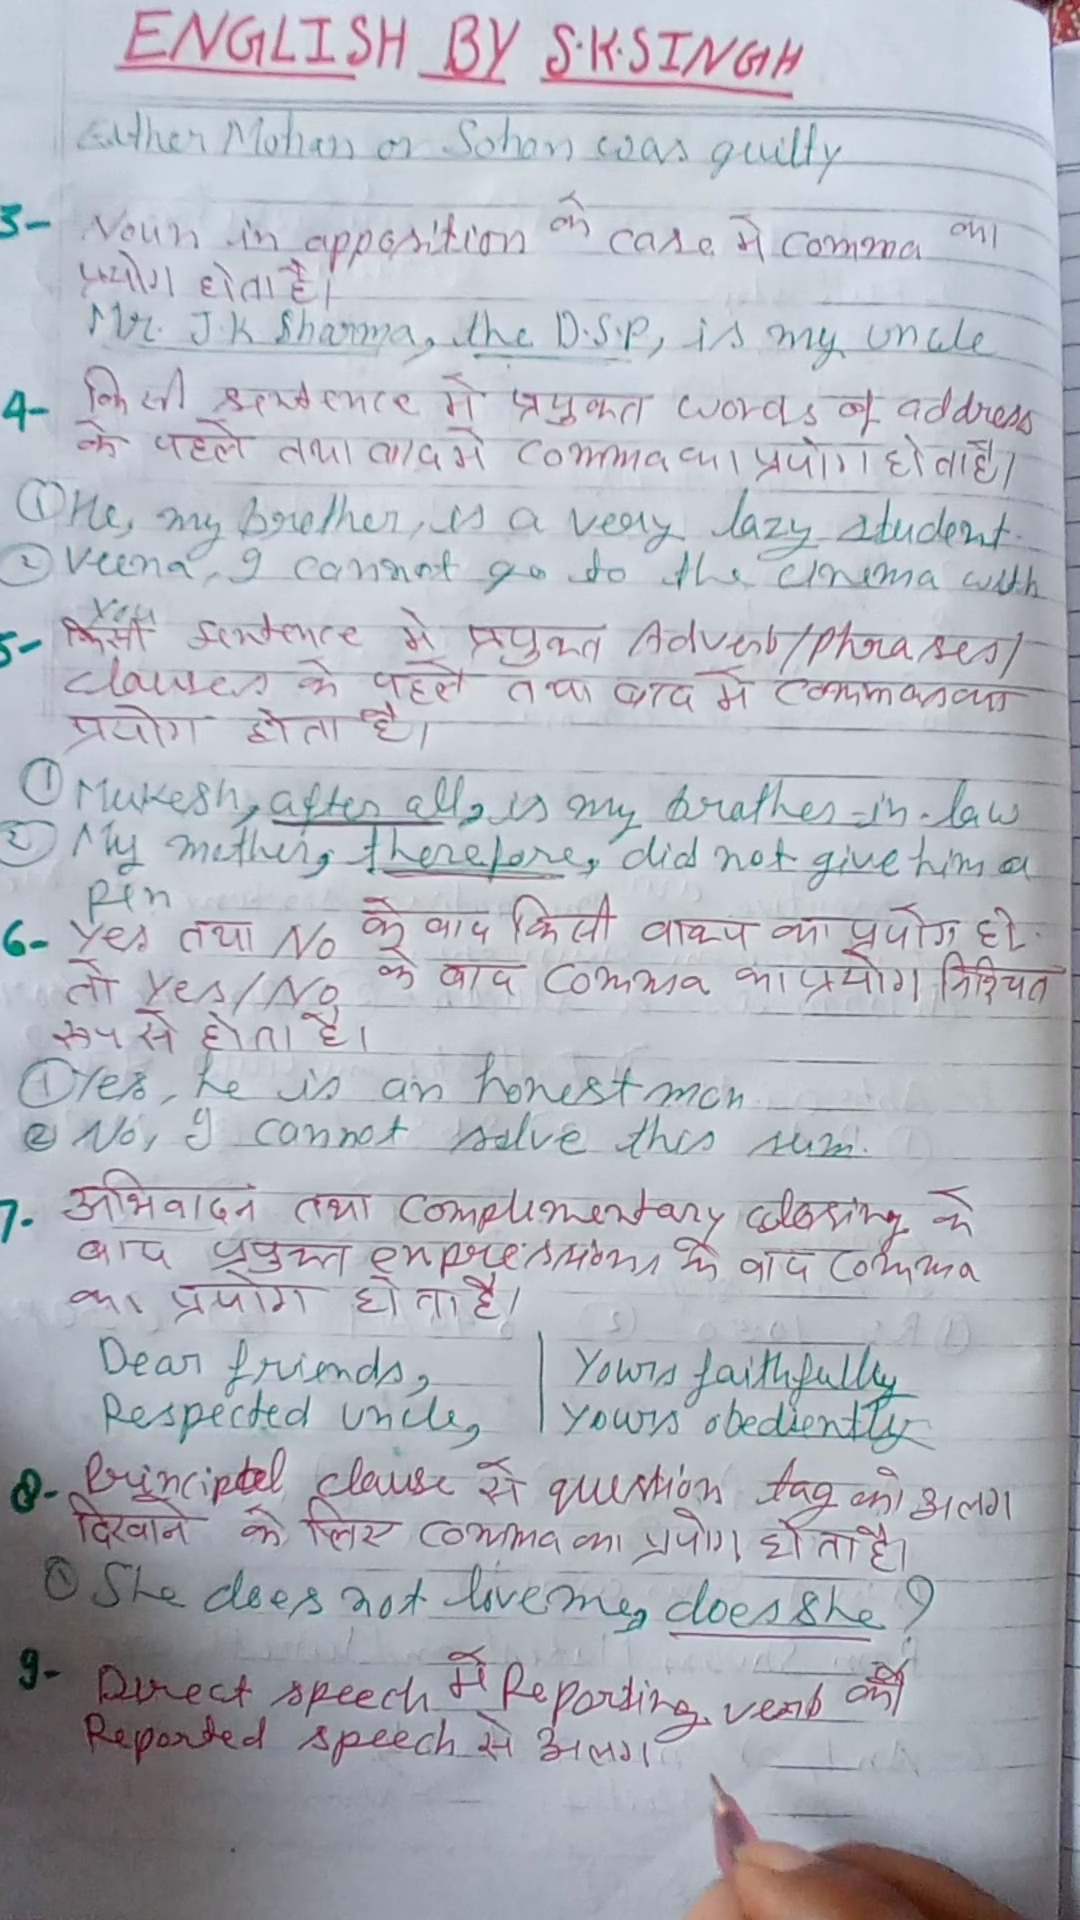 ENGLISH BY S.K.SINGH
Either Mohan or Sohan was guilty
3- Noun in apposition के case में comma का
प्रयोग होता है।
Mr. J.K Sharma, the D.S.P, is my uncle
4- किसी sentence में प्रयुक्त words of address
के पहले तथा बाद में comma का प्रयोग होता है।
① He, my brother, is a very lazy student.
② Veena, I cannot go to the cinema with
you
5- किसी sentence में प्रयुक्त Adverb/phrases/
clauses के पहले तथा बाद में commas का
प्रयोग होता है।
① Mukesh, after all, is my brother-in-law
② My mother, therefore, did not give him a
pen
6- Yes तथा No के बाद किसी वाक्य का प्रयोग हो
तो Yes/No के बाद comma का प्रयोग निश्चित
रूप से होता है।
① Yes, he is an honest man.
② No, I cannot solve this sum.
7. अभिवादन तथा complimentary closing के
बाद प्रयुक्त expressions के बाद comma
का प्रयोग होता है।
Dear friends, | Yours faithfully
Respected uncle, | Yours obediently
8- Principal clause से question tag को अलग
दिखाने के लिए comma का प्रयोग होता है।
① She does not love me, does she?
9- Direct speech में Reporting verb को
Reported speech से अलग